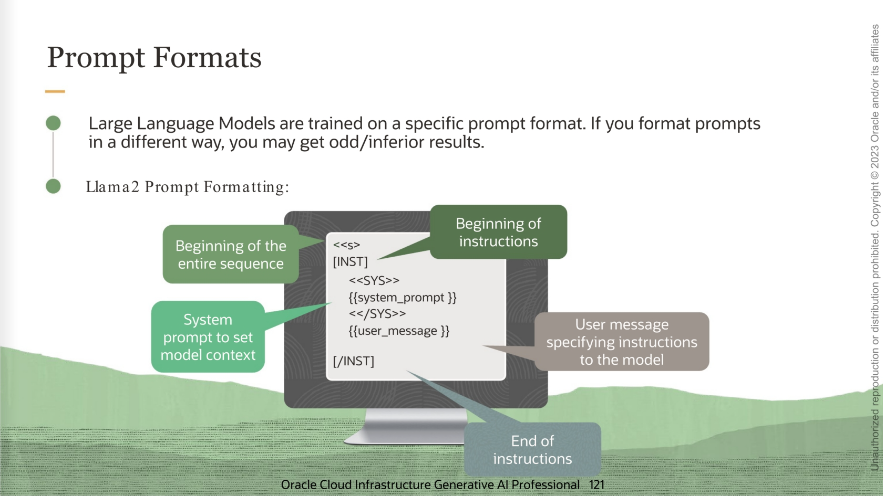 Prompt Formats
Large Language Models are trained on a specific prompt format. If you format prompts
in a different way, you may get odd/inferior results.
Llama2 Prompt Formatting:
Beginning of
instructions
Beginning of the
entire sequence
<<s>
[INST]
<<SYS>>
{{system_prompt }}
<</SYS>>
{{user_message }}
[/INST]
System
prompt to set
model context
User message
specifying instructions
to the model
End of
instructions
Oracle Cloud Infrastructure Generative AI Professional 121
Unauthorized reproduction or distribution prohibited. Copyright © 2023 Oracle and/or its affiliates